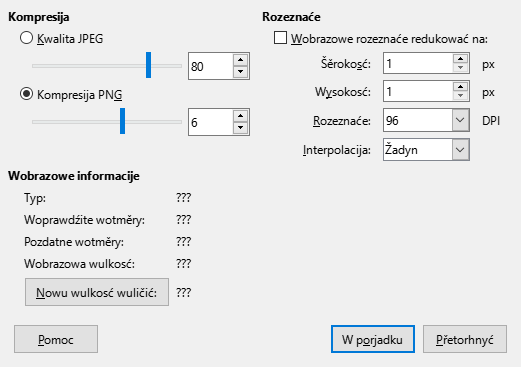 Kompresija
Kwalita JPEG
80
Kompresija PNG
6
Rozeznaće
Wobrazowe rozeznaće redukować na:
Šěrokosć: 1 px
Wysokosć: 1 px
Rozeznaće: 96 DPI
Interpolacija: Žadyn
Wobrazowe informacije
Typ: ???
Woprawdźite wotměry: ???
Pozdatne wotměry: ???
Wobrazowa wulkosć: ???
Nowu wulkosć wuličić: ???
Pomoc
W porjadku
Přetorhnyć